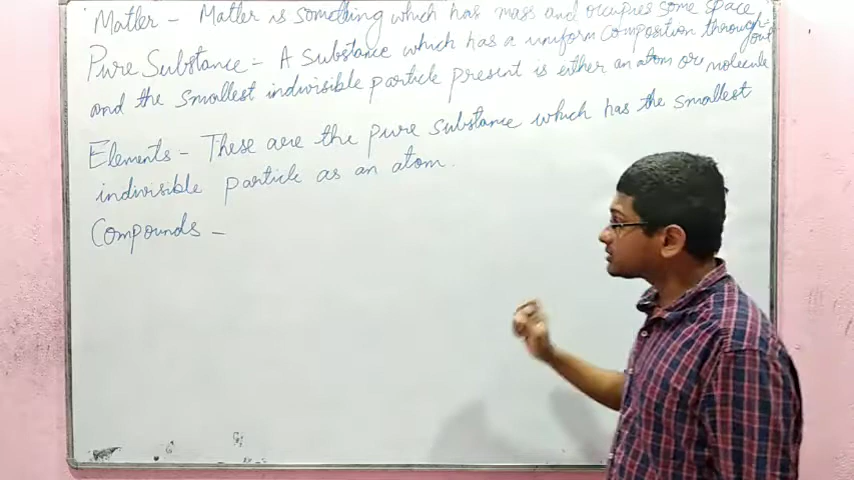 Matter - Matter is something which has mass and occupies some space
Pure Substance - A substance which has a uniform composition throughout
and the smallest indivisible particle present is either an atom or molecule
Elements - These are the pure substance which has the smallest
indivisible particle as an atom.
Compounds -